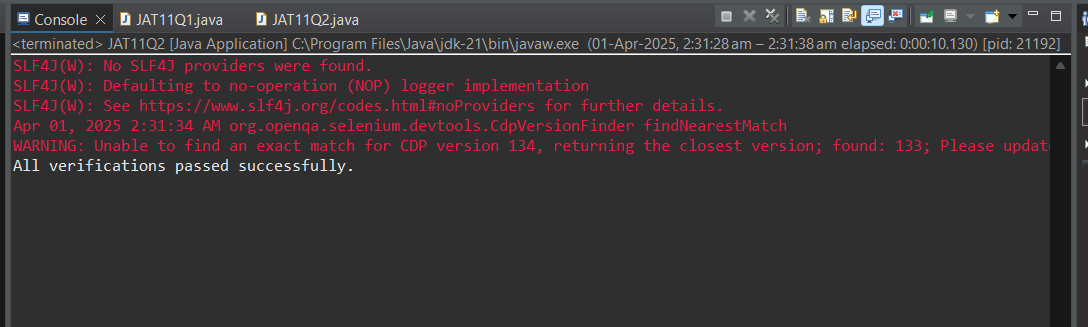 Console JAT11Q1.java JAT11Q2.java
<terminated> JAT11Q2 [Java Application] C:\Program Files\Java\jdk-21\bin\javaw.exe (01-Apr-2025, 2:31:28 am – 2:31:38 am elapsed: 0:00:10.130) [pid: 21192]
SLF4J(W): No SLF4J providers were found.
SLF4J(W): Defaulting to no-operation (NOP) logger implementation
SLF4J(W): See https://www.slf4j.org/codes.html#noProviders for further details.
Apr 01, 2025 2:31:34 AM org.openqa.selenium.devtools.CdpVersionFinder findNearestMatch
WARNING: Unable to find an exact match for CDP version 134, returning the closest version; found: 133; Please update
All verifications passed successfully.